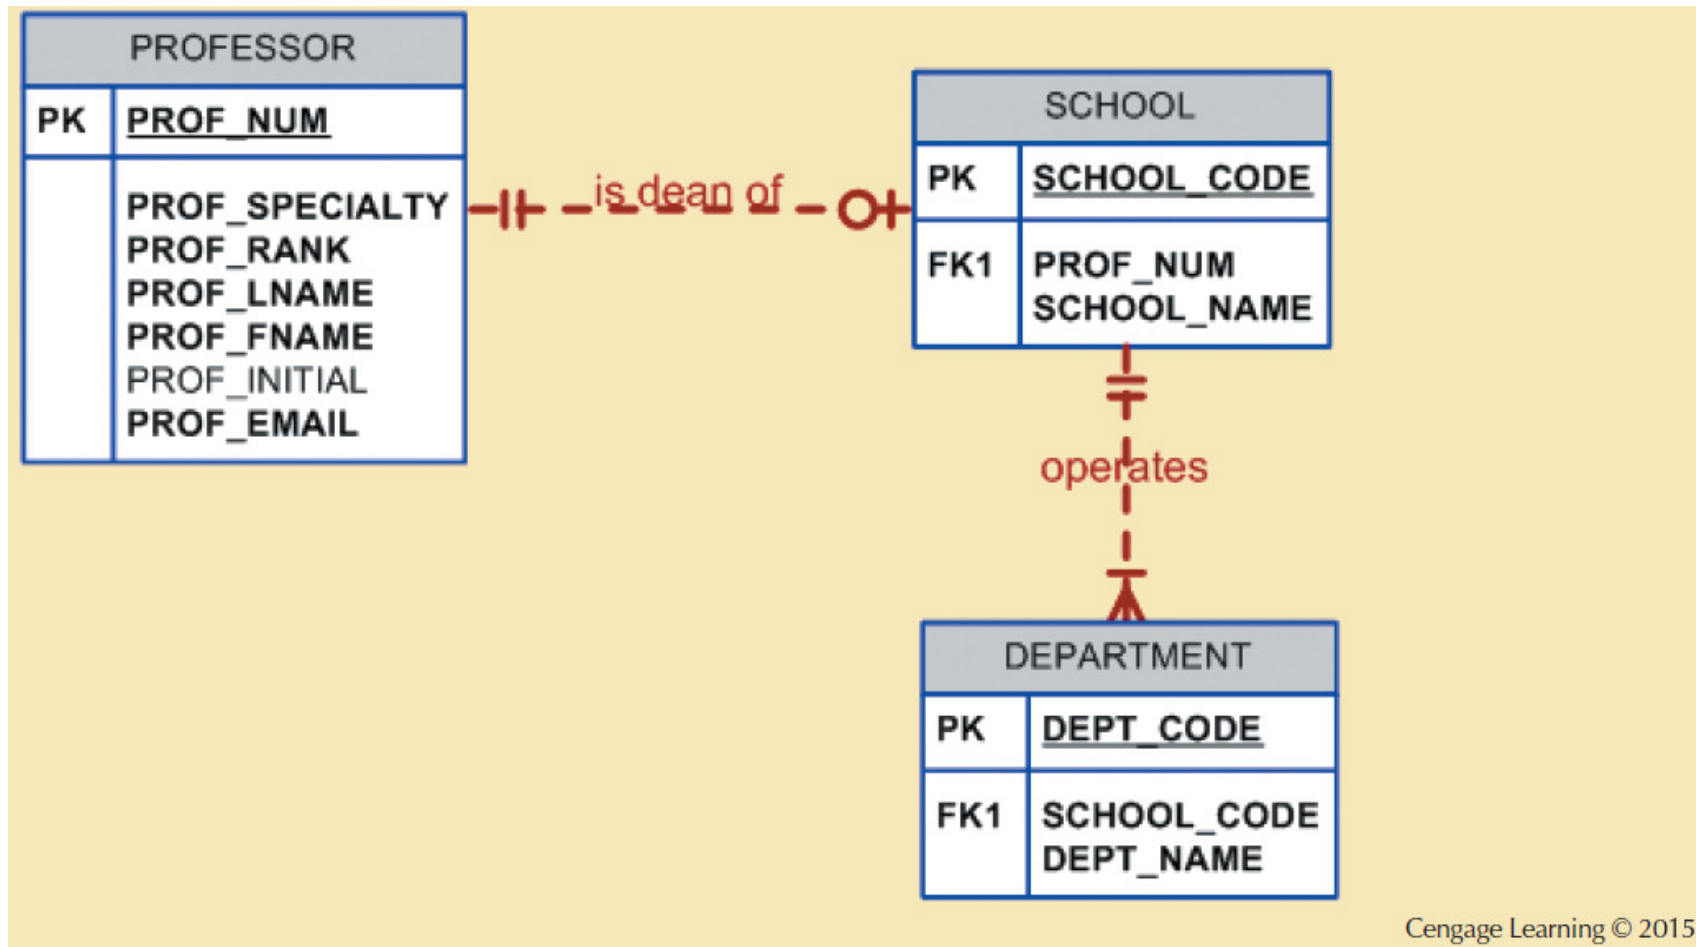 PROFESSOR
PK PROF_NUM
PROF_SPECIALTY
PROF_RANK
PROF_LNAME
PROF_FNAME
PROF_INITIAL
PROF_EMAIL
is dean of
SCHOOL
PK SCHOOL_CODE
FK1 PROF_NUM
SCHOOL_NAME
operates
DEPARTMENT
PK DEPT_CODE
FK1 SCHOOL_CODE
DEPT_NAME
Cengage Learning © 2015